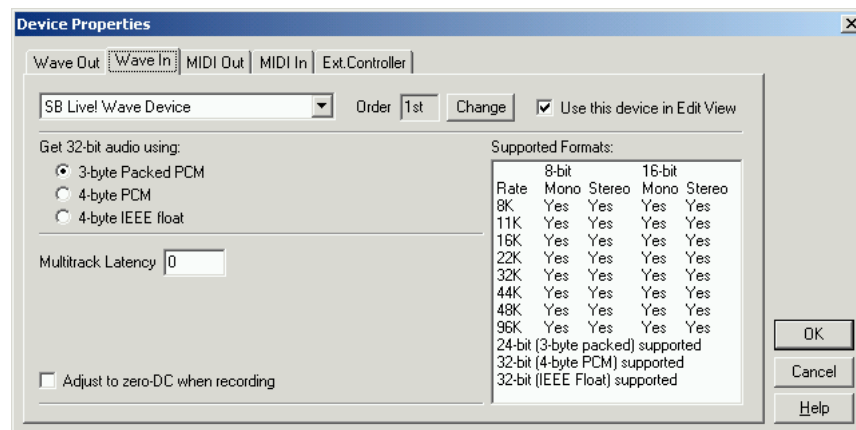 Device Properties
Wave Out Wave In MIDI Out MIDI In Ext.Controller
SB Live! Wave Device Order 1st Change Use this device in Edit View
Get 32-bit audio using:
3-byte Packed PCM
4-byte PCM
4-byte IEEE float
Multitrack Latency 0
Adjust to zero-DC when recording
Supported Formats:
8-bit 16-bit
Rate Mono Stereo Mono Stereo
8K Yes Yes Yes Yes
11K Yes Yes Yes Yes
16K Yes Yes Yes Yes
22K Yes Yes Yes Yes
32K Yes Yes Yes Yes
44K Yes Yes Yes Yes
48K Yes Yes Yes Yes
96K Yes Yes Yes Yes
24-bit (3-byte packed) supported
32-bit (4-byte PCM) supported
32-bit (IEEE Float) supported
OK
Cancel
Help